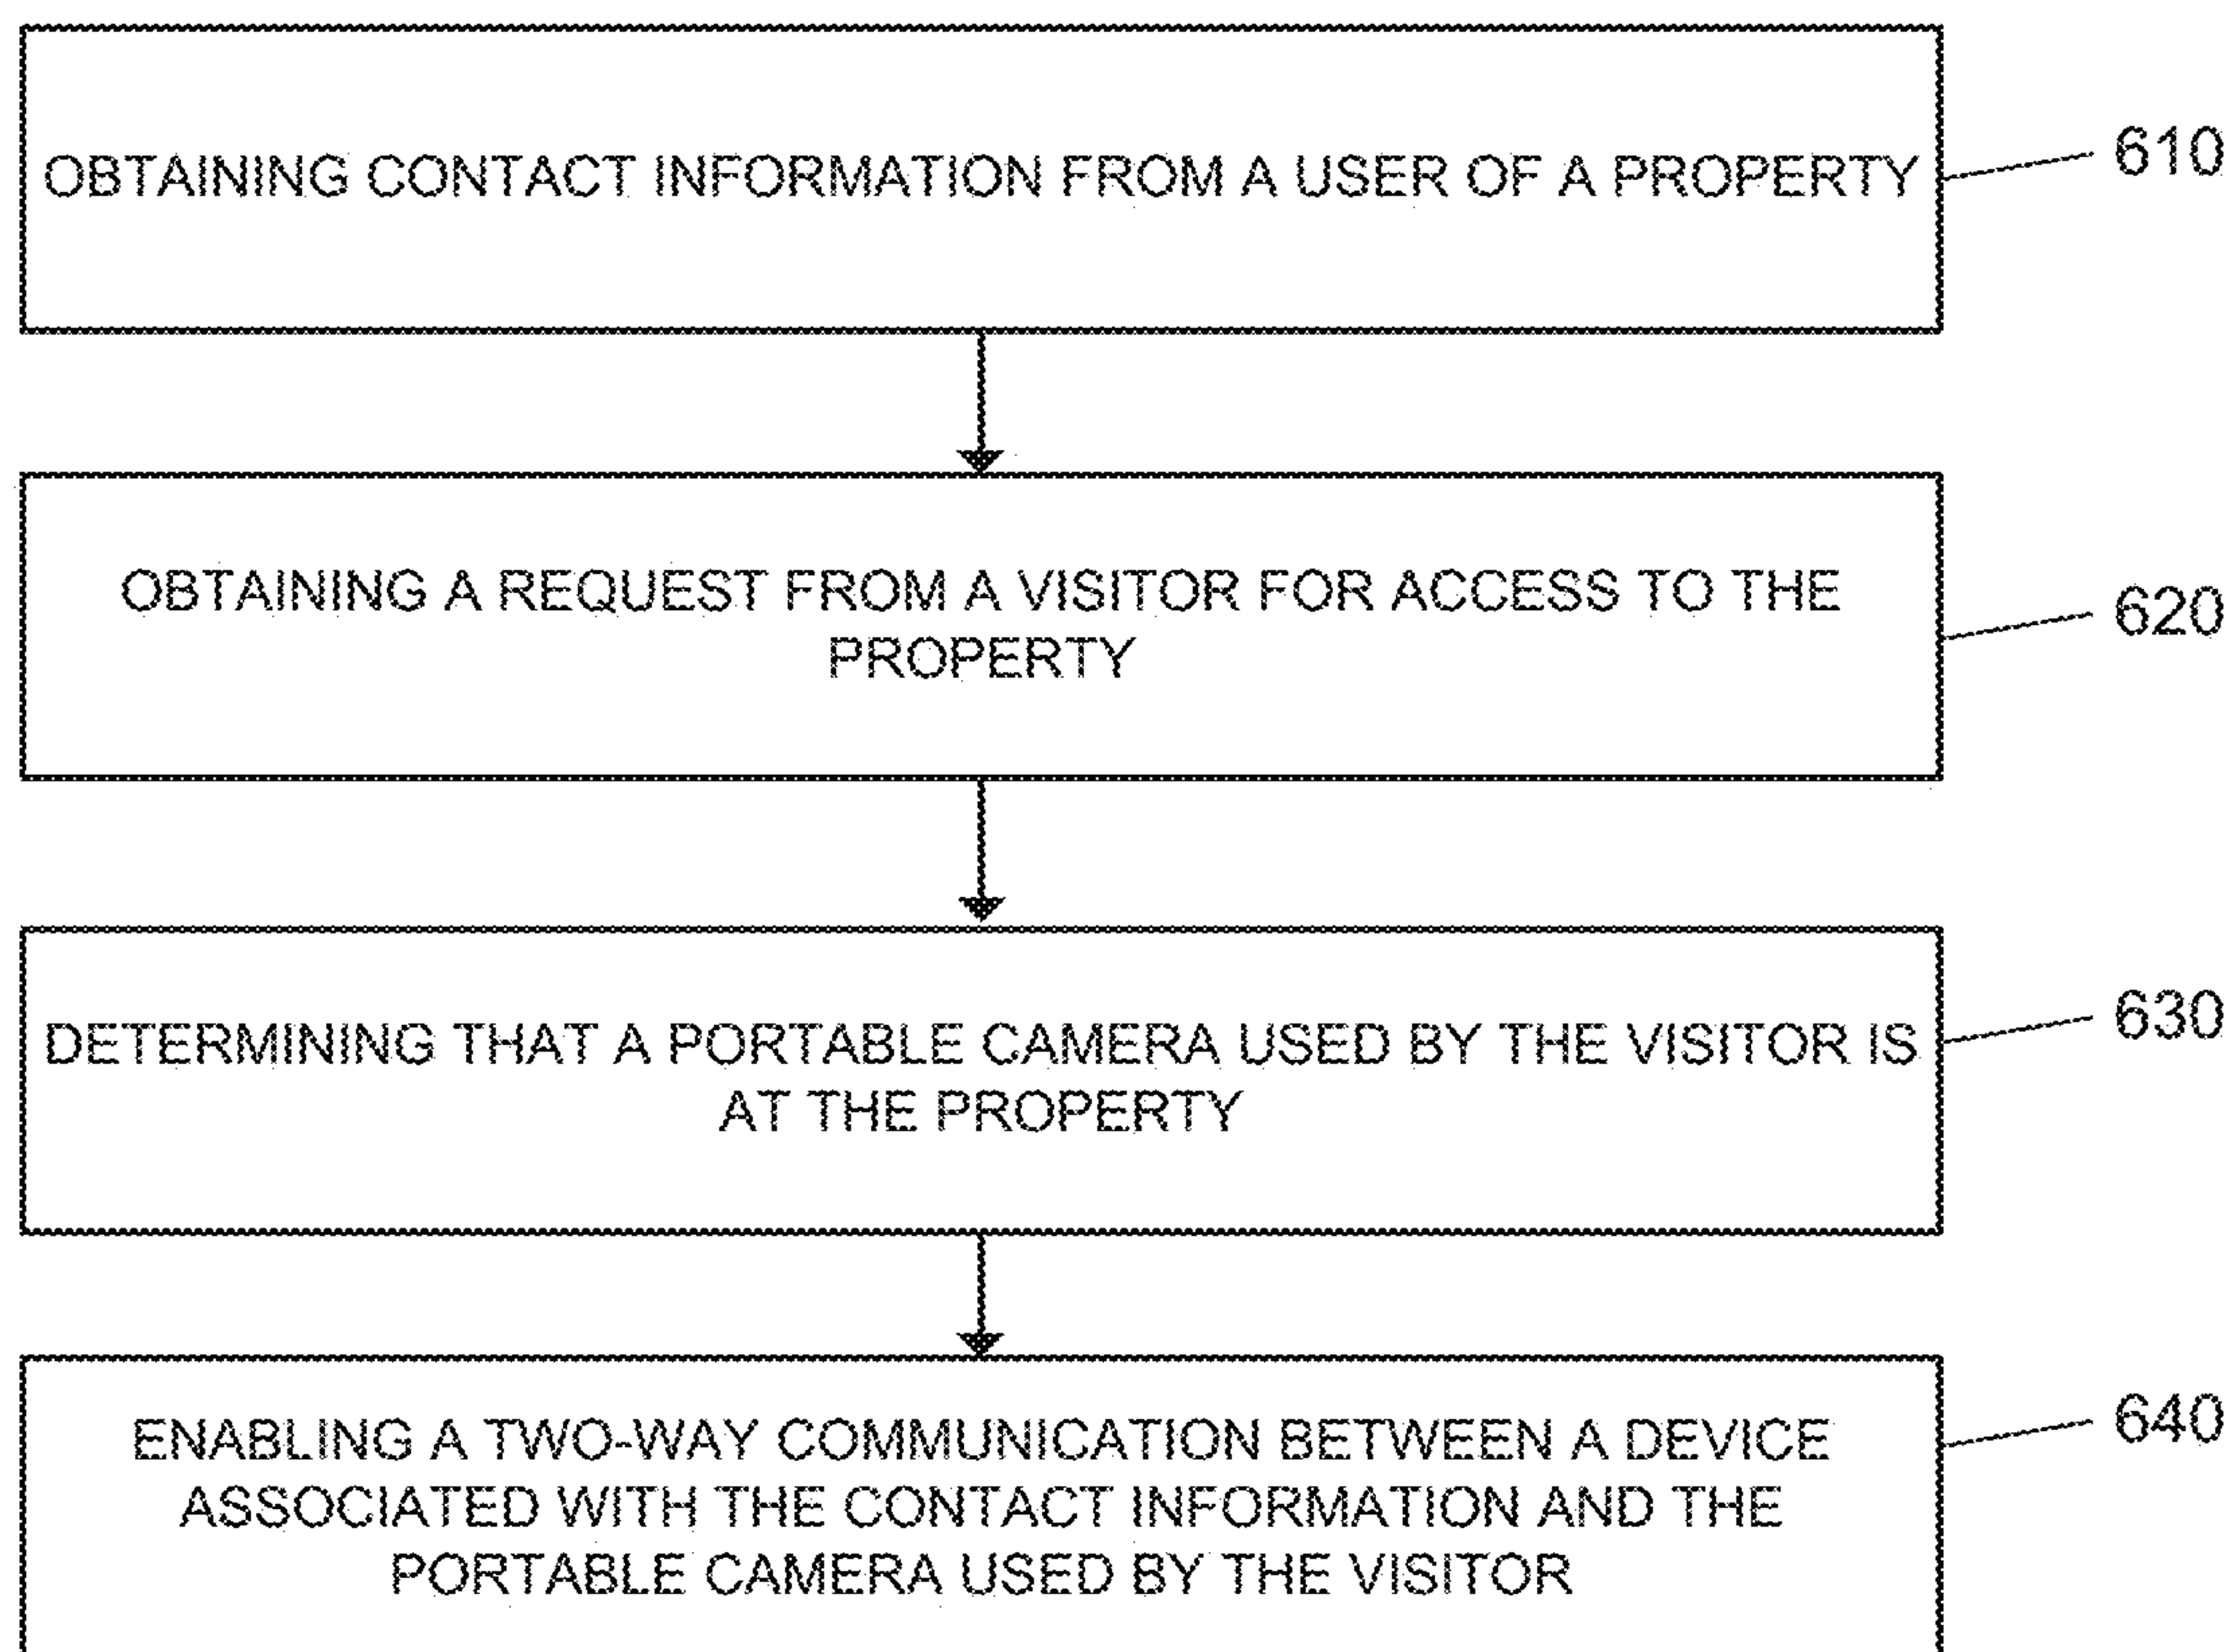 OBTAINING CONTACT INFORMATION FROM A USER OF A PROPERTY
610
OBTAINING A REQUEST FROM A VISITOR FOR ACCESS TO THE
PROPERTY
620
DETERMINING THAT A PORTABLE CAMERA USED BY THE VISITOR IS
AT THE PROPERTY
630
ENABLING A TWO-WAY COMMUNICATION BETWEEN A DEVICE
ASSOCIATED WITH THE CONTACT INFORMATION AND THE
PORTABLE CAMERA USED BY THE VISITOR
640